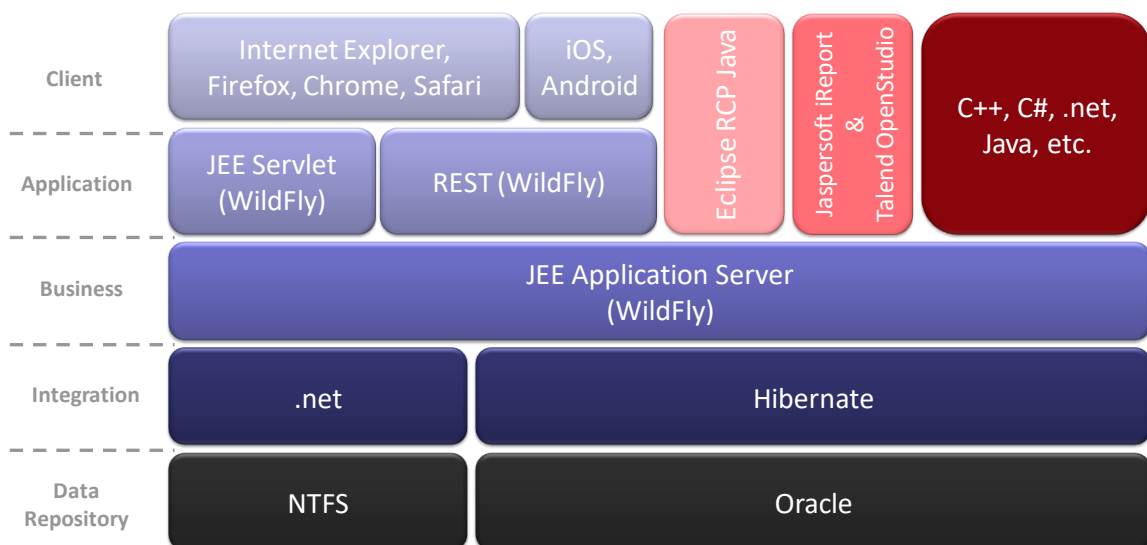 Client
Internet Explorer,
Firefox, Chrome, Safari
iOS,
Android
Eclipse RCP Java
Jaspersoft iReport
&
Talend OpenStudio
C++, C#, .net,
Java, etc.
Application
JEE Servlet
(WildFly)
REST (WildFly)
Business
JEE Application Server
(WildFly)
Integration
.net
Hibernate
Data
Repository
NTFS
Oracle